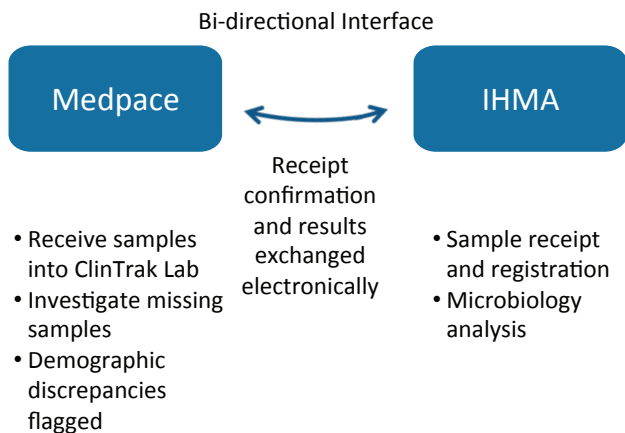 Bi-directional Interface
Medpace
IHMA
Receipt
confirmation
and results
exchanged
electronically
• Receive samples
into ClinTrak Lab
• Investigate missing
samples
• Demographic
discrepancies
flagged
• Sample receipt
and registration
• Microbiology
analysis